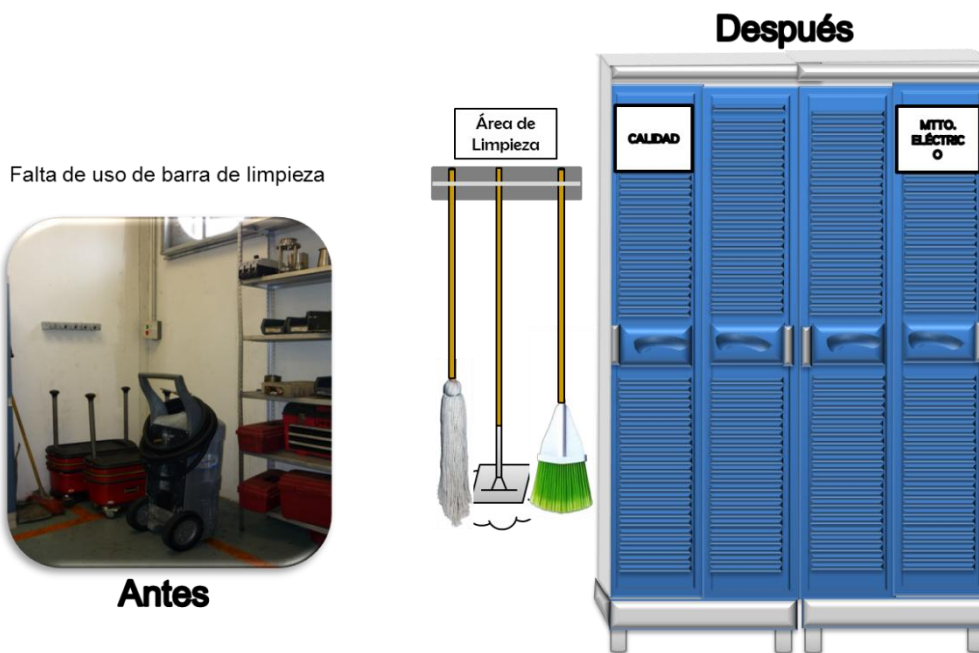 Después
Área de
Limpieza
CALIDAD
MTTO.
ELÉCTRIC
O
Falta de uso de barra de limpieza
Antes